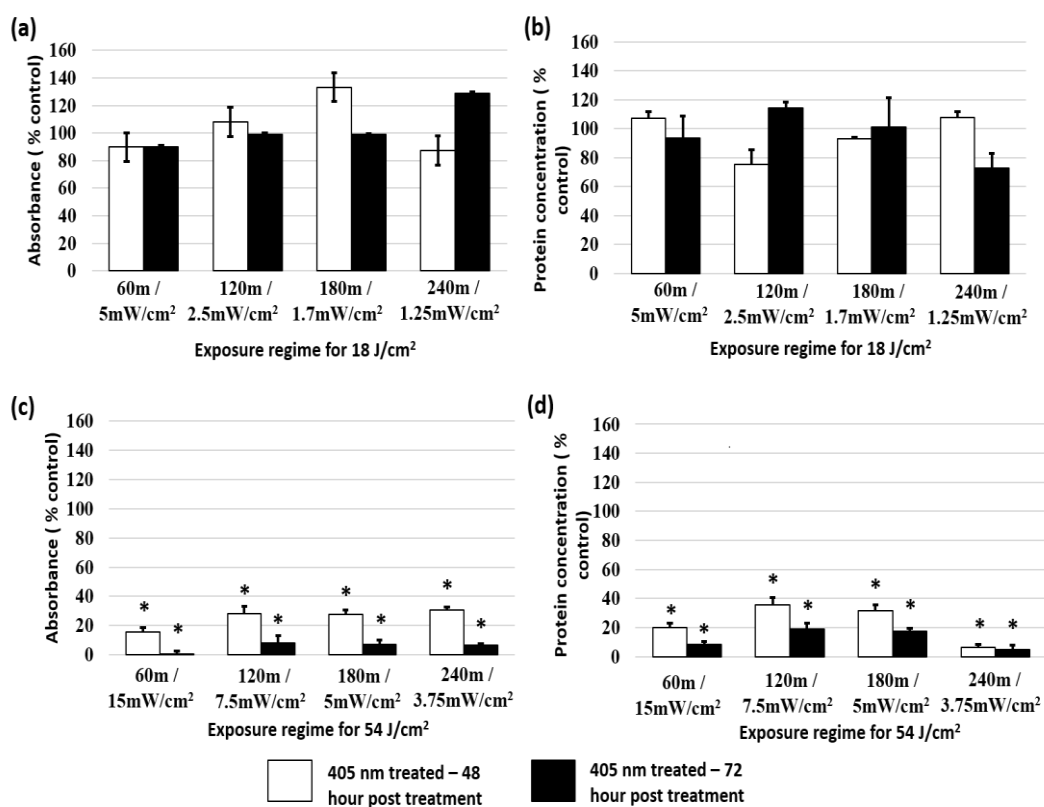 (a)
Absorbance ( % control)
160
140
120
100
80
60
40
20
0
60m /
5mW/cm²
120m /
2.5mW/cm²
180m /
1.7mW/cm²
240m /
1.25mW/cm²
Exposure regime for 18 J/cm²
(b)
Protein concentration ( %
control)
160
140
120
100
80
60
40
20
0
60m /
5mW/cm²
120m /
2.5mW/cm²
180m /
1.7mW/cm²
240m /
1.25mW/cm²
Exposure regime for 18 J/cm²
(c)
Absorbance ( % control)
160
140
120
100
80
60
40
20
0
* * * * * * * *
60m /
15mW/cm²
120m /
7.5mW/cm²
180m /
5mW/cm²
240m /
3.75mW/cm²
Exposure regime for 54 J/cm²
(d)
Protein concentration ( %
control)
160
140
120
100
80
60
40
20
0
* * * * * * * *
60m /
15mW/cm²
120m /
7.5mW/cm²
180m /
5mW/cm²
240m /
3.75mW/cm²
Exposure regime for 54 J/cm²
405 nm treated – 48
hour post treatment
405 nm treated – 72
hour post treatment